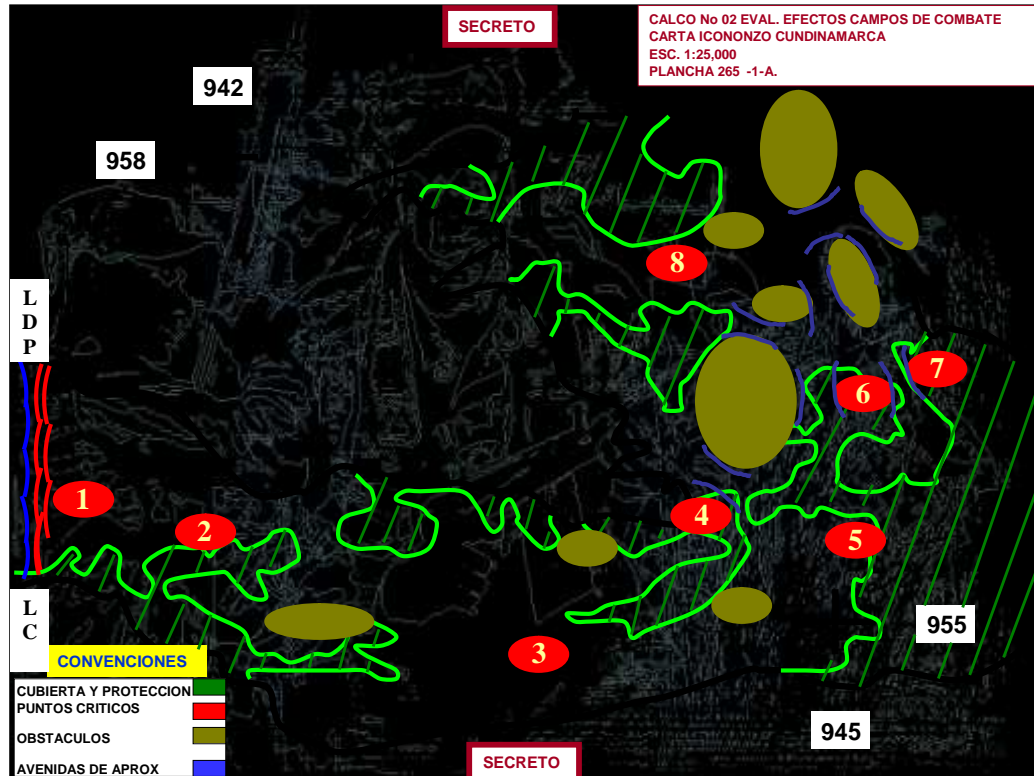 SECRETO
CALCO No 02 EVAL. EFECTOS CAMPOS DE COMBATE
CARTA ICONONZO CUNDINAMARCA
ESC. 1:25,000
PLANCHA 265 -1-A.
942
958
8
L
D
P
7
6
1
2
4
5
L
C
955
3
CONVENCIONES
CUBIERTA Y PROTECCION
PUNTOS CRITICOS
OBSTACULOS
AVENIDAS DE APROX
945
SECRETO